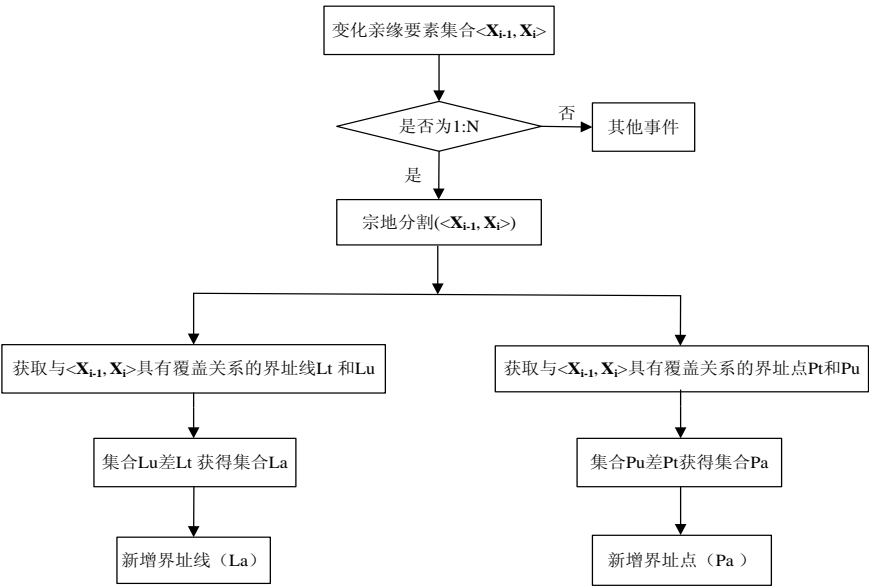 变化亲缘要素集合<Xi-1, Xi>
是否为1:N
否
其他事件
是
宗地分割(<Xi-1, Xi>)
获取与<Xi-1, Xi>具有覆盖关系的界址线Lt 和Lu
获取与<Xi-1, Xi>具有覆盖关系的界址点Pt和Pu
集合Lu差Lt 获得集合La
集合Pu差Pt获得集合Pa
新增界址线（La）
新增界址点（Pa ）